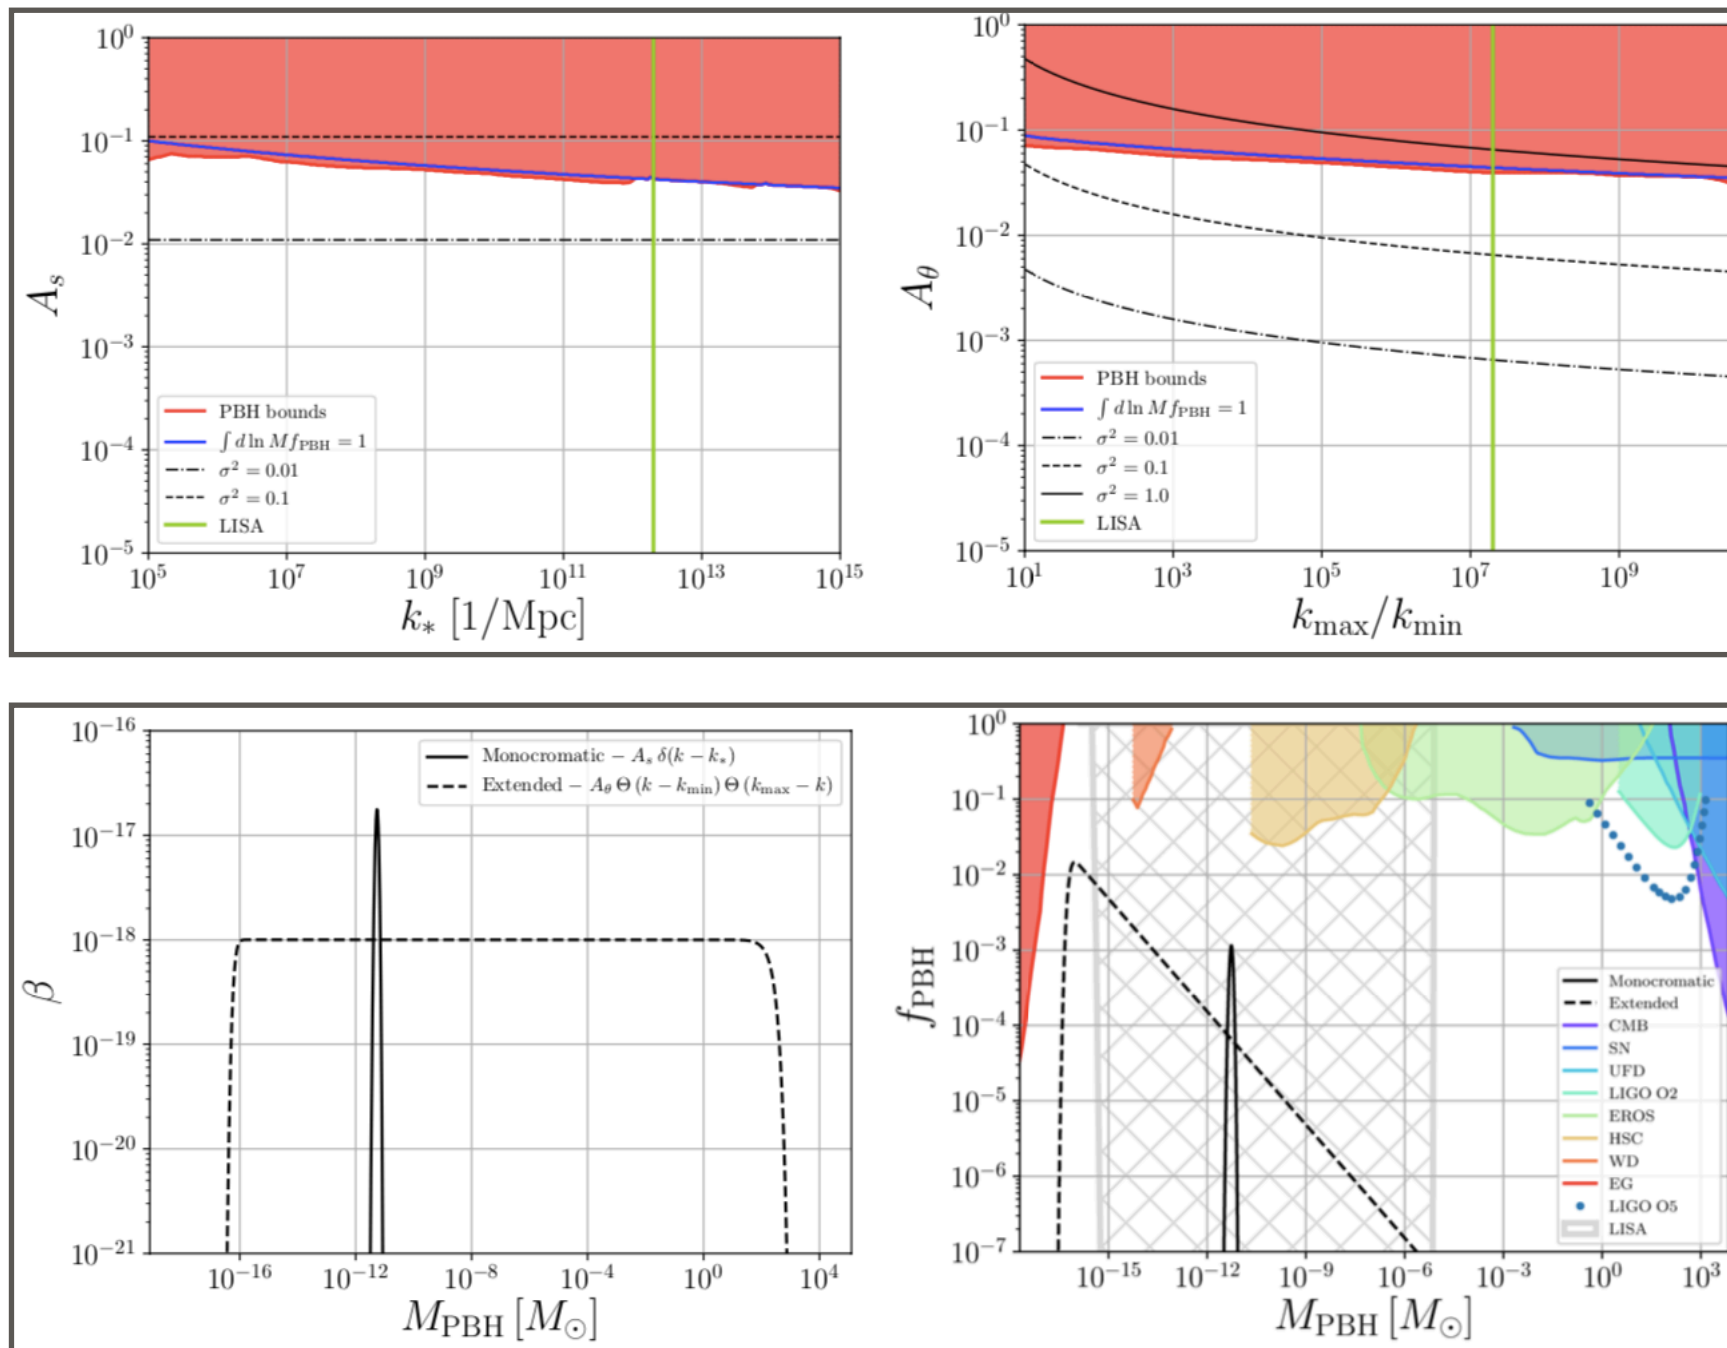 10^0
10^-1
10^-2
10^-3
10^-4
10^-5
A_s
PBH bounds
∫ d ln M f_PBH = 1
σ² = 0.01
σ² = 0.1
LISA
10^5 10^7 10^9 10^11 10^13 10^15
k_* [1/Mpc]
10^0
10^-1
10^-2
10^-3
10^-4
10^-5
A_θ
PBH bounds
∫ d ln M f_PBH = 1
σ² = 0.01
σ² = 0.1
σ² = 1.0
LISA
10^1 10^3 10^5 10^7 10^9
k_max/k_min
10^-16
10^-17
10^-18
10^-19
10^-20
10^-21
β
Monocromatic – A_s δ(k – k_*)
Extended – A_θ Θ (k – k_min) Θ (k_max – k)
10^-16 10^-12 10^-8 10^-4 10^0 10^4
M_PBH [M_⊙]
10^0
10^-1
10^-2
10^-3
10^-4
10^-5
10^-6
10^-7
f_PBH
Monocromatic
Extended
CMB
SN
UFD
LIGO O2
EROS
HSC
WD
EG
LIGO O5
LISA
10^-15 10^-12 10^-9 10^-6 10^-3 10^0 10^3
M_PBH [M_⊙]